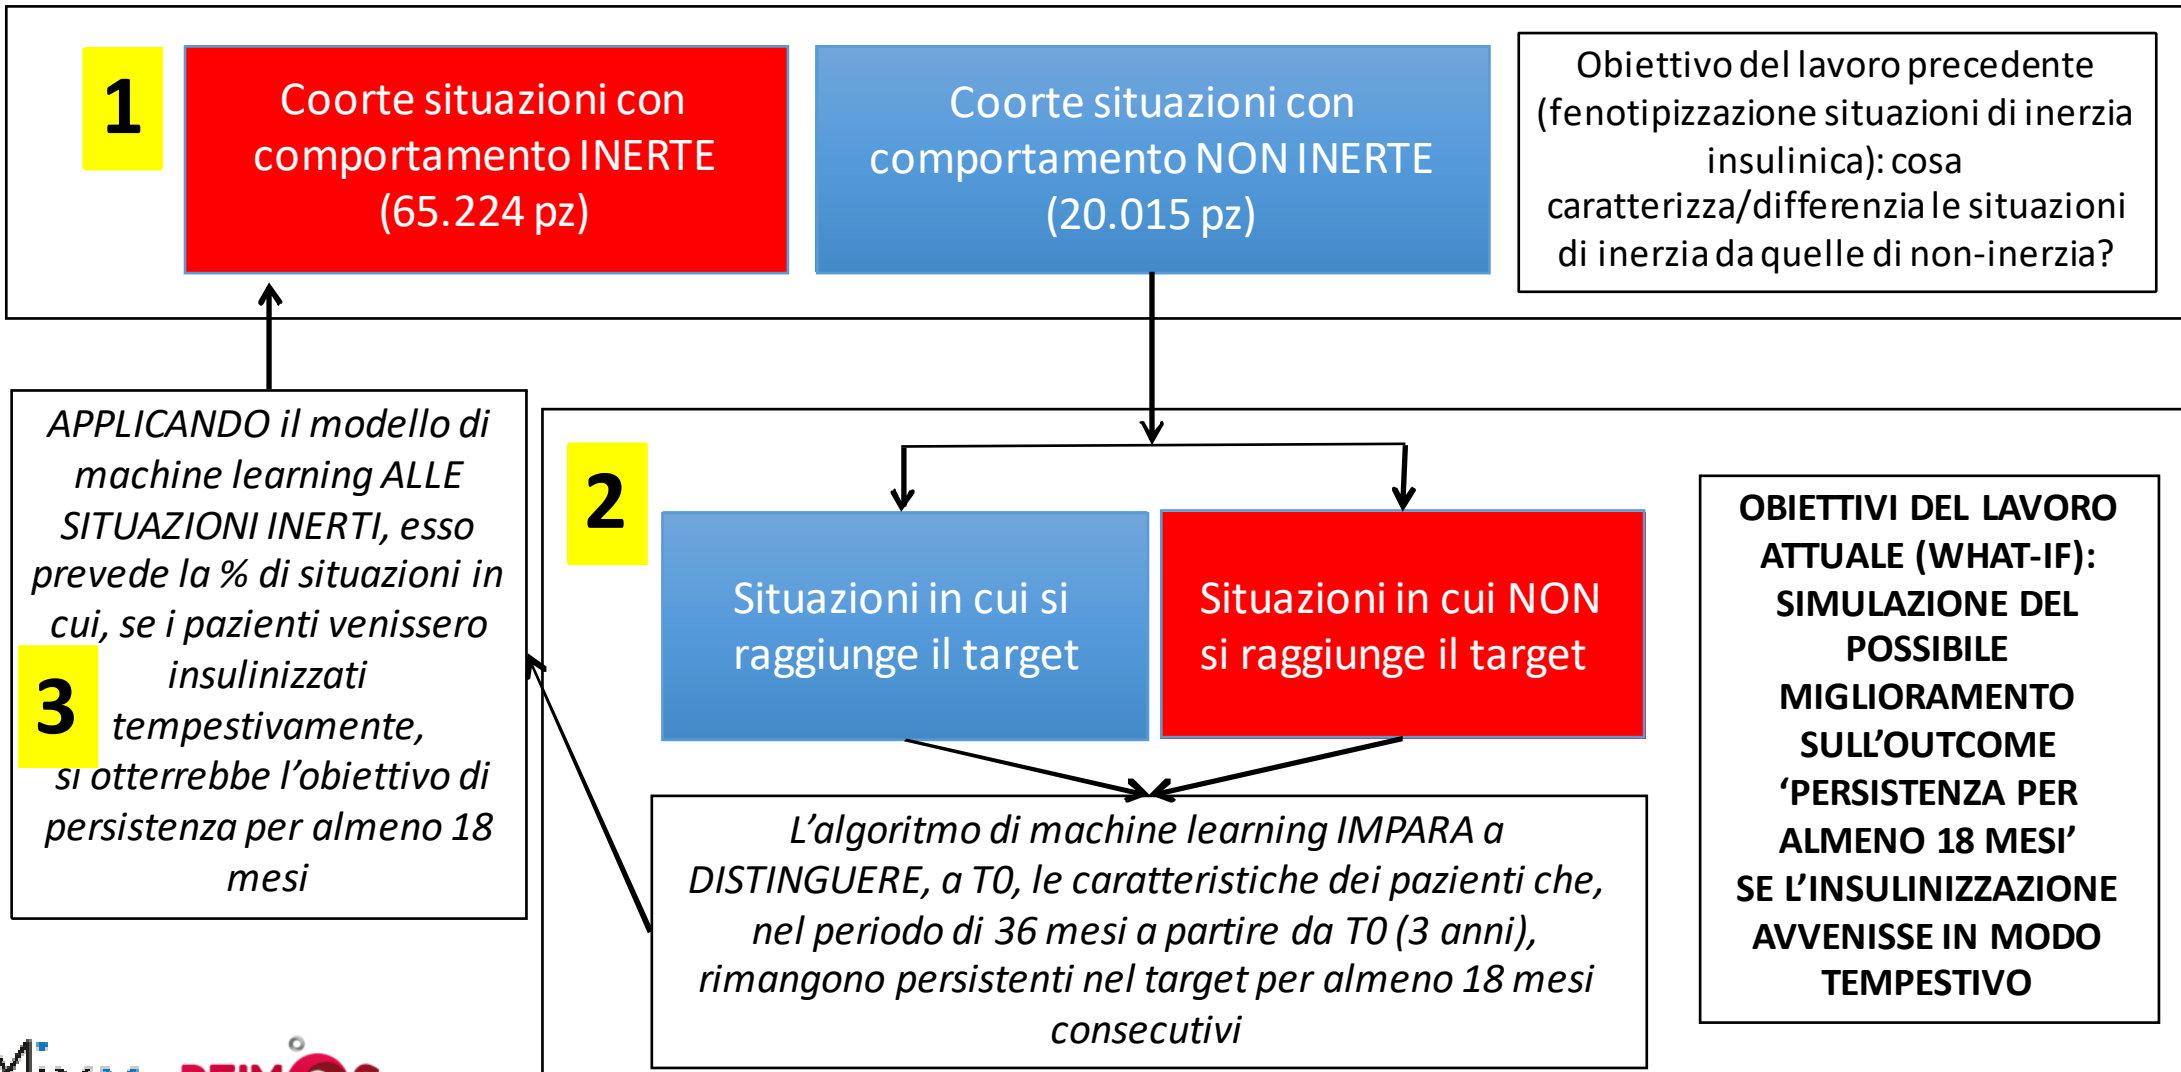 1
Coorte situazioni con
comportamento INERTE
(65.224 pz)
Coorte situazioni con
comportamento NON INERTE
(20.015 pz)
Obiettivo del lavoro precedente
(fenotipizzazione situazioni di inerzia
insulinica): cosa
caratterizza/differenzia le situazioni
di inerzia da quelle di non-inerzia?
APPLICANDO il modello di
machine learning ALLE
SITUAZIONI INERTI, esso
prevede la % di situazioni in
cui, se i pazienti venissero
insulinizzati
tempestivamente,
si otterrebbe l'obiettivo di
persistenza per almeno 18
mesi
3
2
Situazioni in cui si
raggiunge il target
Situazioni in cui NON
si raggiunge il target
L'algoritmo di machine learning IMPARA a
DISTINGUERE, a T0, le caratteristiche dei pazienti che,
nel periodo di 36 mesi a partire da T0 (3 anni),
rimangono persistenti nel target per almeno 18 mesi
consecutivi
OBIETTIVI DEL LAVORO
ATTUALE (WHAT-IF):
SIMULAZIONE DEL
POSSIBILE
MIGLIORAMENTO
SULL'OUTCOME
‘PERSISTENZA PER
ALMENO 18 MESI’
SE L'INSULINIZZAZIONE
AVVENISSE IN MODO
TEMPESTIVO